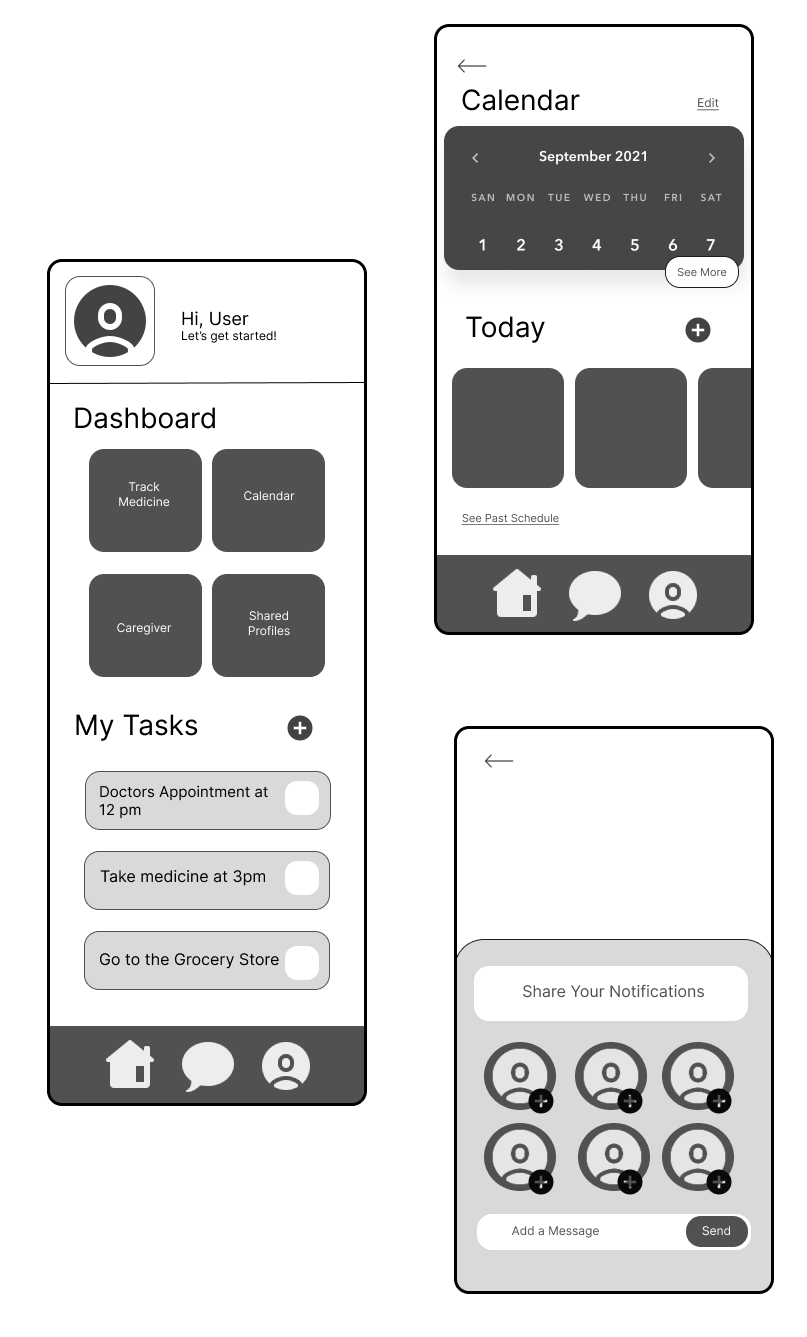 Hi, User
Let's get started!
Dashboard
Track
Medicine
Calendar
Caregiver
Shared
Profiles
My Tasks
Doctors Appointment at
12 pm
Take medicine at 3pm
Go to the Grocery Store
Calendar
Edit
September 2021
SAN MON TUE WED THU FRI SAT
1 2 3 4 5 6 7
See More
Today
See Past Schedule
Share Your Notifications
Add a Message
Send